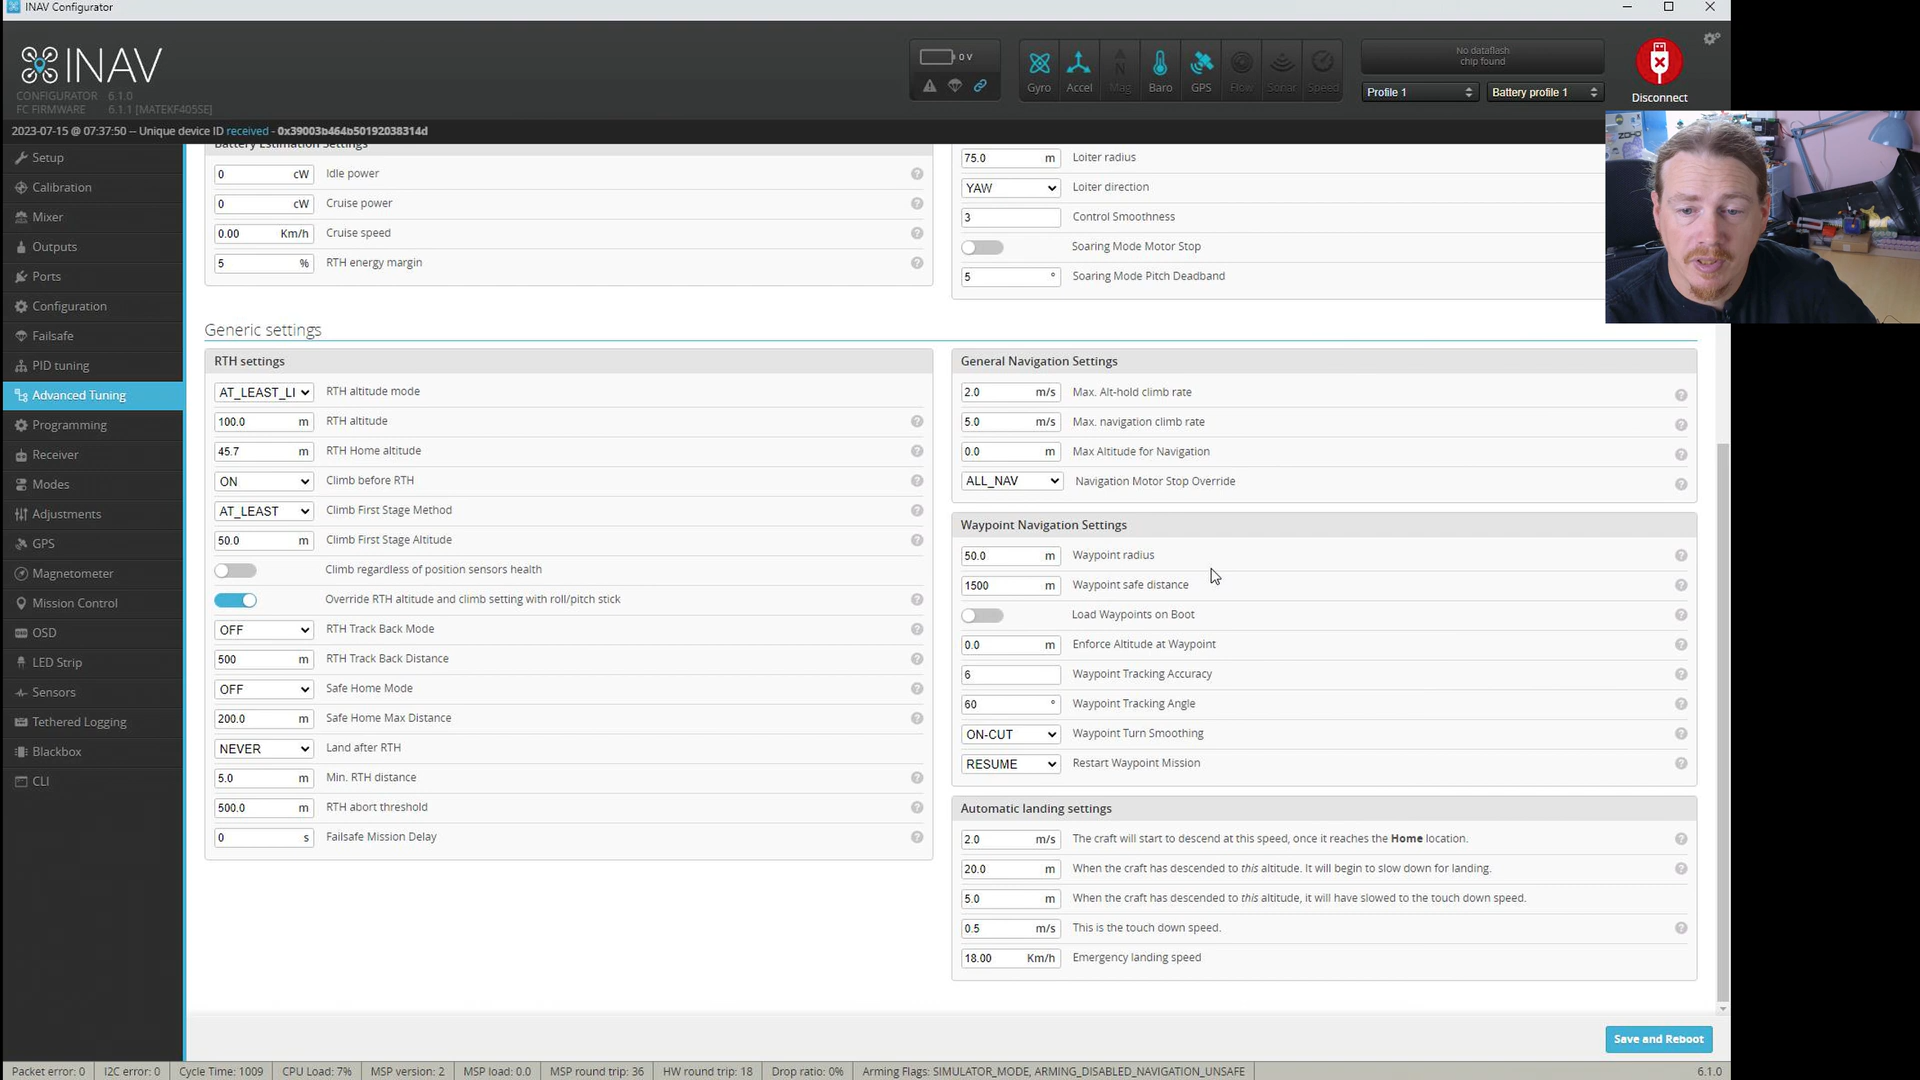 INAV Configurator
INAV
CONFIGURATOR 6.1.0
FC FIRMWARE 6.1.1 [MATEKF405SE]
0 V
Gyro Accel Mag Baro GPS Flow Sonar Speed
No dataflash
chip found
Profile 1
Battery profile 1
Disconnect
2023-07-15 @ 07:37:50 -- Unique device ID received - 0x39003b464b50192038314d
Setup
Calibration
Mixer
Outputs
Ports
Configuration
Failsafe
PID tuning
Advanced Tuning
Programming
Receiver
Modes
Adjustments
GPS
Magnetometer
Mission Control
OSD
LED Strip
Sensors
Tethered Logging
Blackbox
CLI
Battery Estimation Settings
0 cW Idle power
0 cW Cruise power
0.00 Km/h Cruise speed
5 % RTH energy margin
75.0 m Loiter radius
YAW Loiter direction
3 Control Smoothness
Soaring Mode Motor Stop
5 ° Soaring Mode Pitch Deadband
Generic settings
RTH settings
AT_LEAST_LI RTH altitude mode
100.0 m RTH altitude
45.7 m RTH Home altitude
ON Climb before RTH
AT_LEAST Climb First Stage Method
50.0 m Climb First Stage Altitude
Climb regardless of position sensors health
Override RTH altitude and climb setting with roll/pitch stick
OFF RTH Track Back Mode
500 m RTH Track Back Distance
OFF Safe Home Mode
200.0 m Safe Home Max Distance
NEVER Land after RTH
5.0 m Min. RTH distance
500.0 m RTH abort threshold
0 s Failsafe Mission Delay
General Navigation Settings
2.0 m/s Max. Alt-hold climb rate
5.0 m/s Max. navigation climb rate
0.0 m Max Altitude for Navigation
ALL_NAV Navigation Motor Stop Override
Waypoint Navigation Settings
50.0 m Waypoint radius
1500 m Waypoint safe distance
Load Waypoints on Boot
0.0 m Enforce Altitude at Waypoint
6 Waypoint Tracking Accuracy
60 ° Waypoint Tracking Angle
ON-CUT Waypoint Turn Smoothing
RESUME Restart Waypoint Mission
Automatic landing settings
2.0 m/s The craft will start to descend at this speed, once it reaches the Home location.
20.0 m When the craft has descended to this altitude. It will begin to slow down for landing.
5.0 m When the craft has descended to this altitude, it will have slowed to the touch down speed.
0.5 m/s This is the touch down speed.
18.00 Km/h Emergency landing speed
Save and Reboot
Packet error: 0 I2C error: 0 Cycle Time: 1009 CPU Load: 7% MSP version: 2 MSP load: 0.0 MSP round trip: 36 HW round trip: 18 Drop ratio: 0% Arming Flags: SIMULATOR_MODE, ARMING_DISABLED_NAVIGATION_UNSAFE 6.1.0